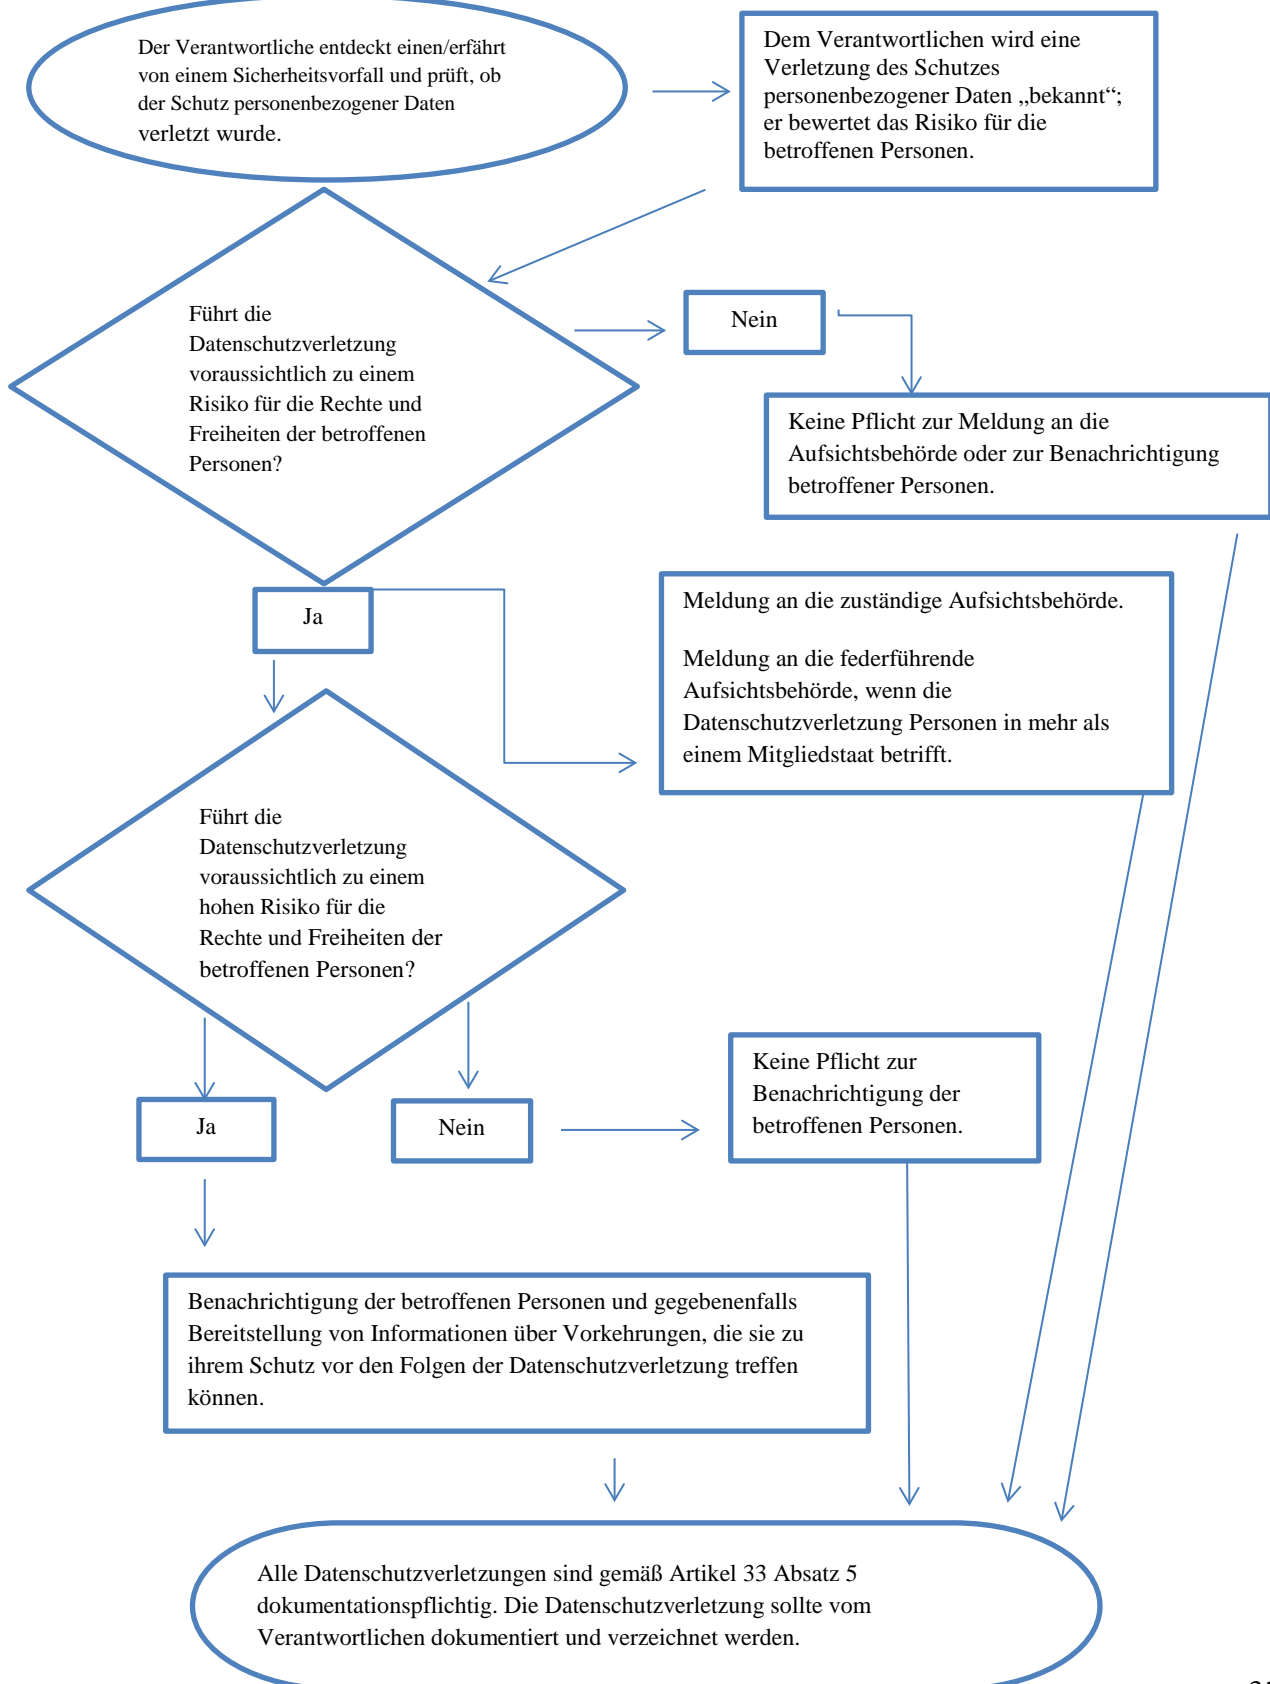 Der Verantwortliche entdeckt einen/erfährt
von einem Sicherheitsvorfall und prüft, ob
der Schutz personenbezogener Daten
verletzt wurde.
Dem Verantwortlichen wird eine
Verletzung des Schutzes
personenbezogener Daten „bekannt“;
er bewertet das Risiko für die
betroffenen Personen.
Führt die
Datenschutzverletzung
voraussichtlich zu einem
Risiko für die Rechte und
Freiheiten der betroffenen
Personen?
Nein
Keine Pflicht zur Meldung an die
Aufsichtsbehörde oder zur Benachrichtigung
betroffener Personen.
Ja
Meldung an die zuständige Aufsichtsbehörde.
Meldung an die federführende
Aufsichtsbehörde, wenn die
Datenschutzverletzung Personen in mehr als
einem Mitgliedstaat betrifft.
Führt die
Datenschutzverletzung
voraussichtlich zu einem
hohen Risiko für die
Rechte und Freiheiten der
betroffenen Personen?
Ja
Nein
Keine Pflicht zur
Benachrichtigung der
betroffenen Personen.
Benachrichtigung der betroffenen Personen und gegebenenfalls
Bereitstellung von Informationen über Vorkehrungen, die sie zu
ihrem Schutz vor den Folgen der Datenschutzverletzung treffen
können.
Alle Datenschutzverletzungen sind gemäß Artikel 33 Absatz 5
dokumentationspflichtig. Die Datenschutzverletzung sollte vom
Verantwortlichen dokumentiert und verzeichnet werden.